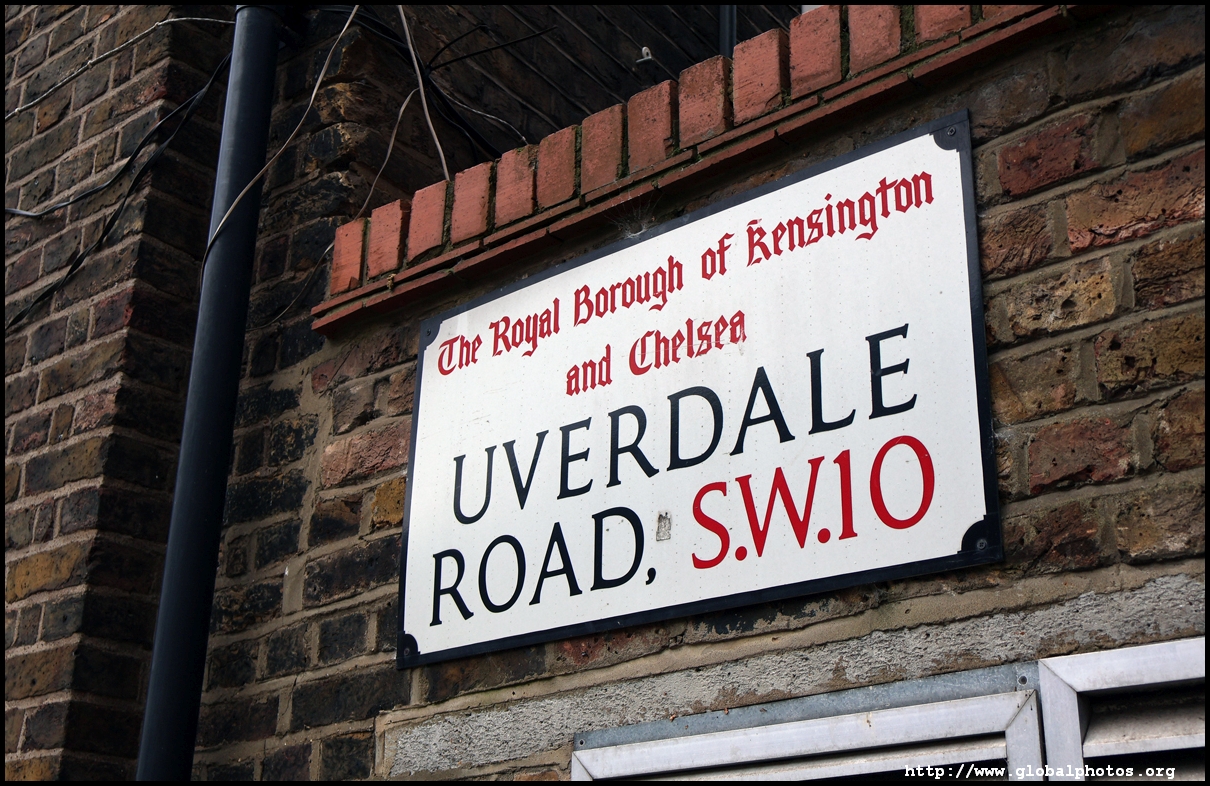 The Royal Borough of Kensington
and Chelsea
UVERDALE
ROAD, S.W.10
http://www.globalphotos.org